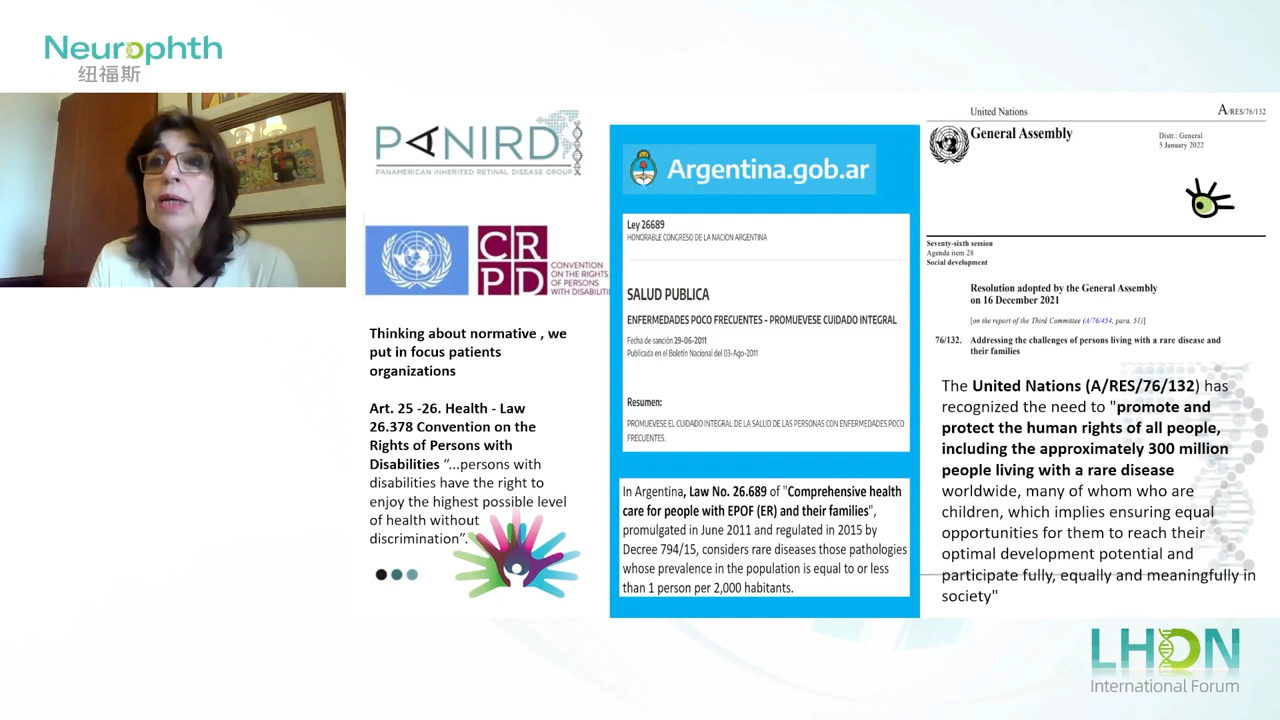 Neurophth
纽福斯
PANIRD
PANAMERICAN INHERITED RETINAL DISEASE GROUP
CR
PD
CONVENTION
ON THE RIGHTS
OF PERSONS
WITH DISABILITI
Thinking about normative , we
put in focus patients
organizations
Art. 25 -26. Health - Law
26.378 Convention on the
Rights of Persons with
Disabilities “...persons with
disabilities have the right to
enjoy the highest possible level
of health without
discrimination”.
Argentina.gob.ar
Ley 26689
HONORABLE CONGRESO DE LA NACION ARGENTINA
SALUD PUBLICA
ENFERMEDADES POCO FRECUENTES - PROMUEVESE CUIDADO INTEGRAL
Fecha de sanción 29-06-2011
Publicada en el Boletín Nacional del 03-Ago-2011
Resumen:
PROMUEVESE EL CUIDADO INTEGRAL DE LA SALUD DE LAS PERSONAS CON ENFERMEDADES POCO
FRECUENTES.
In Argentina, Law No. 26.689 of "Comprehensive health
care for people with EPOF (ER) and their families",
promulgated in June 2011 and regulated in 2015 by
Decree 794/15, considers rare diseases those pathologies
whose prevalence in the population is equal to or less
than 1 person per 2,000 habitants.
United Nations
A/RES/76/132
General Assembly
Distr.: General
5 January 2022
Seventy-sixth session
Agenda item 28
Social development
Resolution adopted by the General Assembly
on 16 December 2021
[on the report of the Third Committee (A/76/454, para. 51)]
76/132. Addressing the challenges of persons living with a rare disease and
their families
The United Nations (A/RES/76/132) has
recognized the need to "promote and
protect the human rights of all people,
including the approximately 300 million
people living with a rare disease
worldwide, many of whom who are
children, which implies ensuring equal
opportunities for them to reach their
optimal development potential and
participate fully, equally and meaningfully in
society"
LHON
International Forum